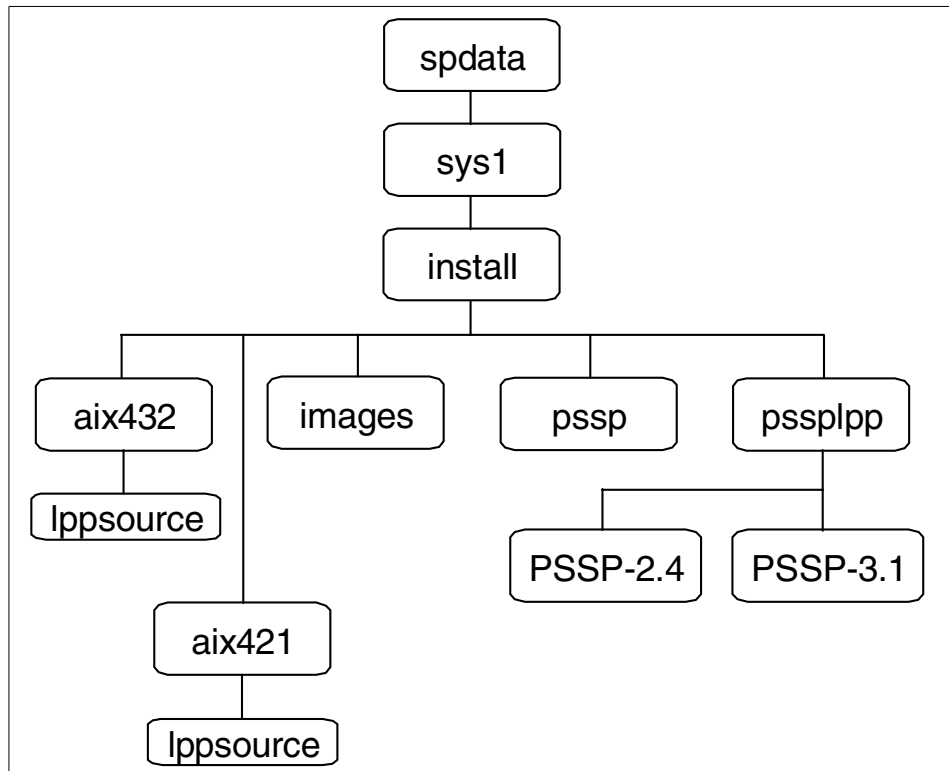 spdata
sys1
install
aix432
images
pssp
pssplpp
lppsource
PSSP-2.4
PSSP-3.1
aix421
lppsource